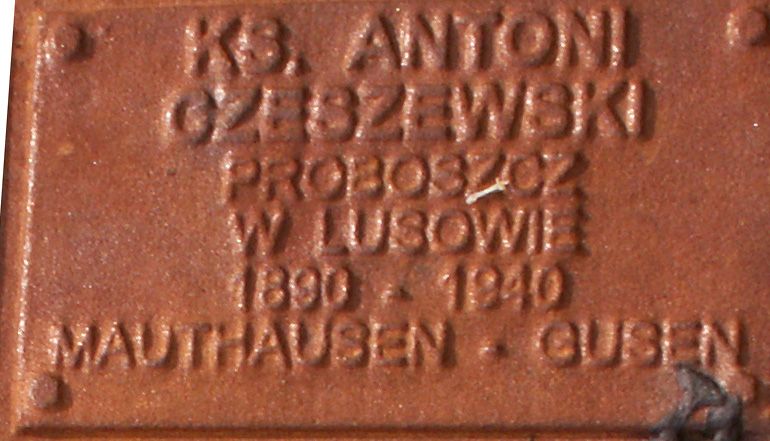 KS. ANTONI
CZESZEWSKI
PROBOSZCZ
W LUSOWIE
1890 - 1940
MAUTHAUSEN - GUSEN